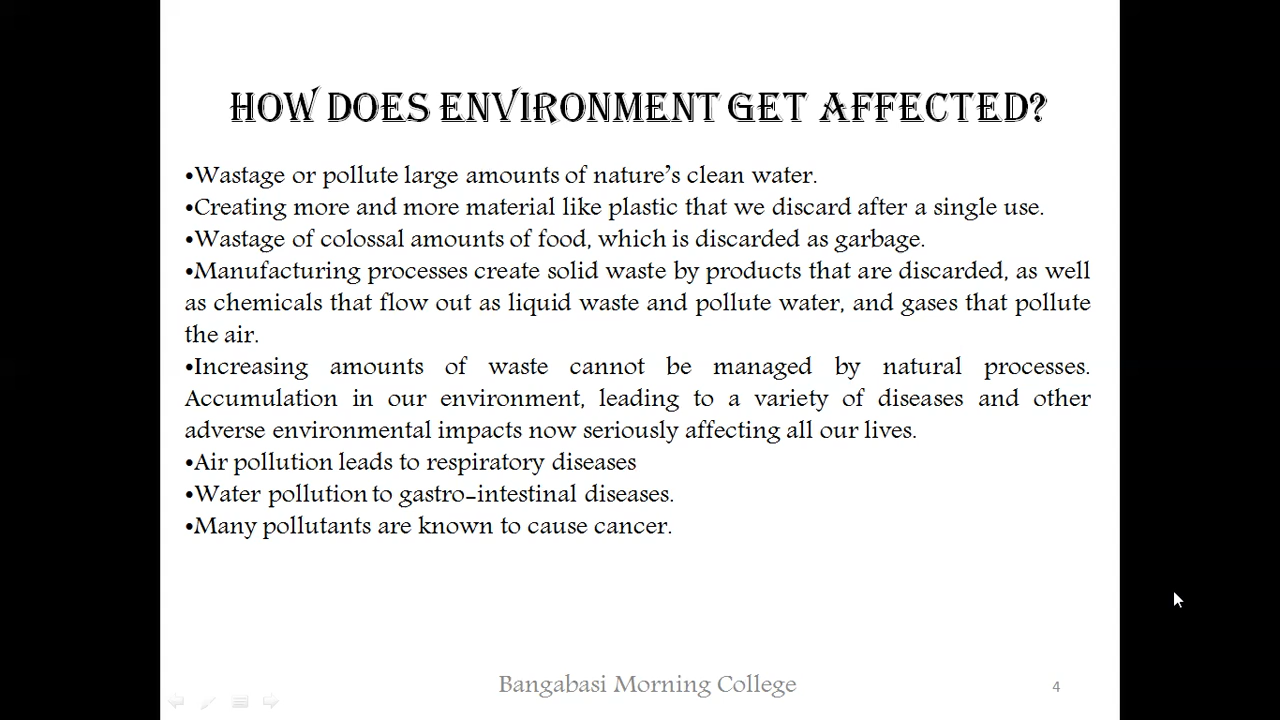 HOW DOES ENVIRONMENT GET AFFECTED?
•Wastage or pollute large amounts of nature's clean water.
•Creating more and more material like plastic that we discard after a single use.
•Wastage of colossal amounts of food, which is discarded as garbage.
•Manufacturing processes create solid waste by products that are discarded, as well
as chemicals that flow out as liquid waste and pollute water, and gases that pollute
the air.
•Increasing amounts of waste cannot be managed by natural processes.
Accumulation in our environment, leading to a variety of diseases and other
adverse environmental impacts now seriously affecting all our lives.
•Air pollution leads to respiratory diseases
•Water pollution to gastro-intestinal diseases.
•Many pollutants are known to cause cancer.
Bangabasi Morning College
4